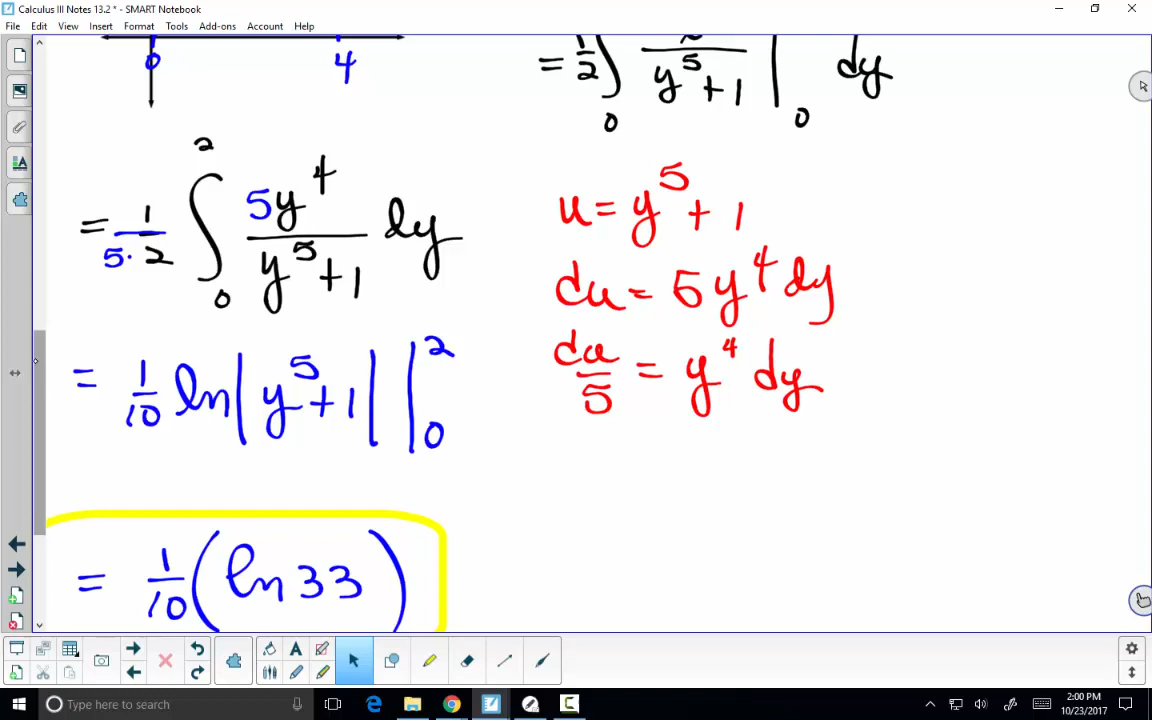 Calculus III Notes 13.2 * - SMART Notebook
File Edit View Insert Format Tools Add-ons Account Help
0 4
= 1/2 ∫ / y^5 + 1 | dy
0 0
= 1/(5·2) ∫_0^2 5y^4/(y^5+1) dy
u = y^5 + 1
du = 5y^4 dy
du/5 = y^4 dy
= 1/10 ln|y^5+1| |_0^2
= 1/10 (ln 33)
Type here to search
2:00 PM
10/23/2017